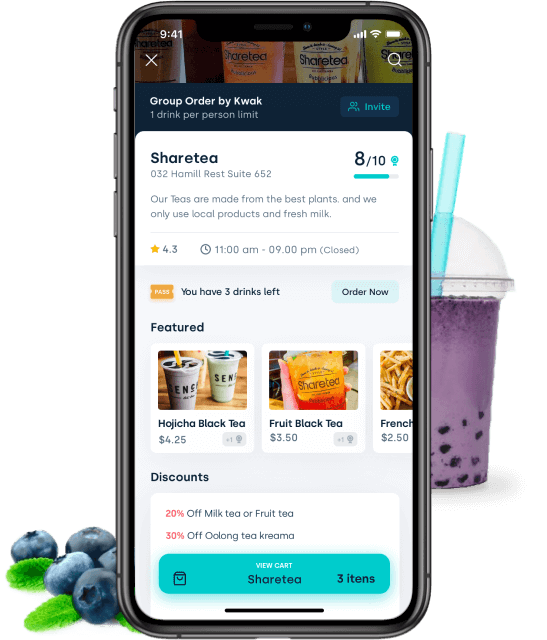 9:41
Sharetea
Sharetea
Group Order by Kwak
1 drink per person limit
Invite
Sharetea
8/10
032 Hamill Rest Suite 652
Our Teas are made from the best plants. and we
only use local products and fresh milk.
4.3
11:00 am - 09.00 pm (Closed)
PASS
You have 3 drinks left
Order Now
Featured
SENS
SENS
Sharetea
Hojicha Black Tea
Fruit Black Tea
French
$4.25
+1
$3.50
+1
$2.50
Discounts
20% Off Milk tea or Fruit tea
30% Off Oolong tea kreama
VIEW CART
Sharetea
3 itens